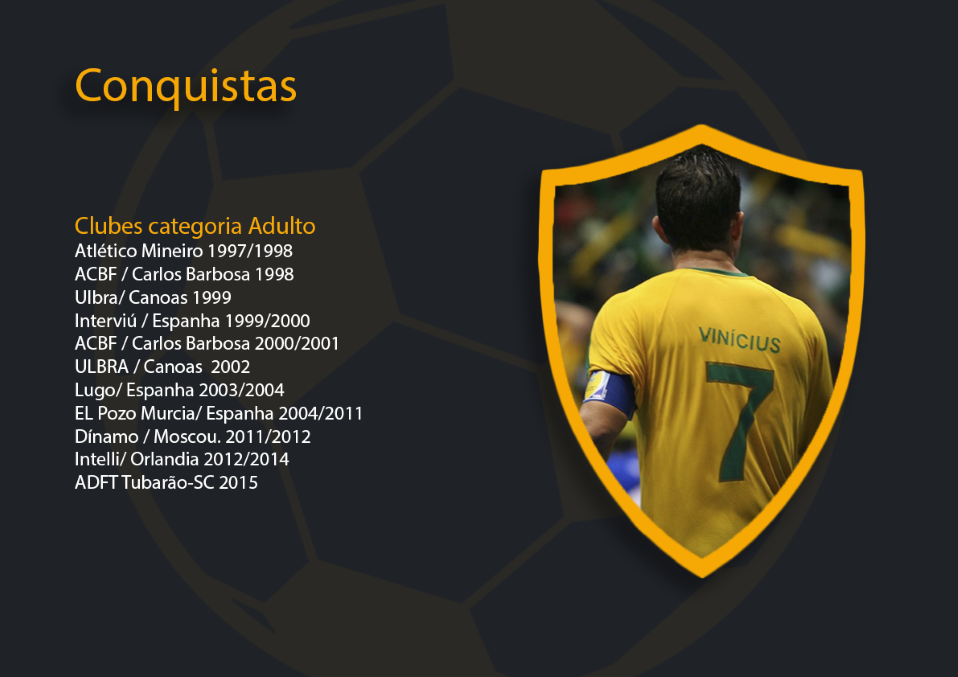 Conquistas
Clubes categoria Adulto
Atlético Mineiro 1997/1998
ACBF / Carlos Barbosa 1998
Ulbra/ Canoas 1999
Interviú / Espanha 1999/2000
ACBF / Carlos Barbosa 2000/2001
ULBRA / Canoas  2002
Lugo/ Espanha 2003/2004
EL Pozo Murcia/ Espanha 2004/2011
Dínamo / Moscou. 2011/2012
Intelli/ Orlandia 2012/2014
ADFT Tubarão-SC 2015
VINÍCIUS
7